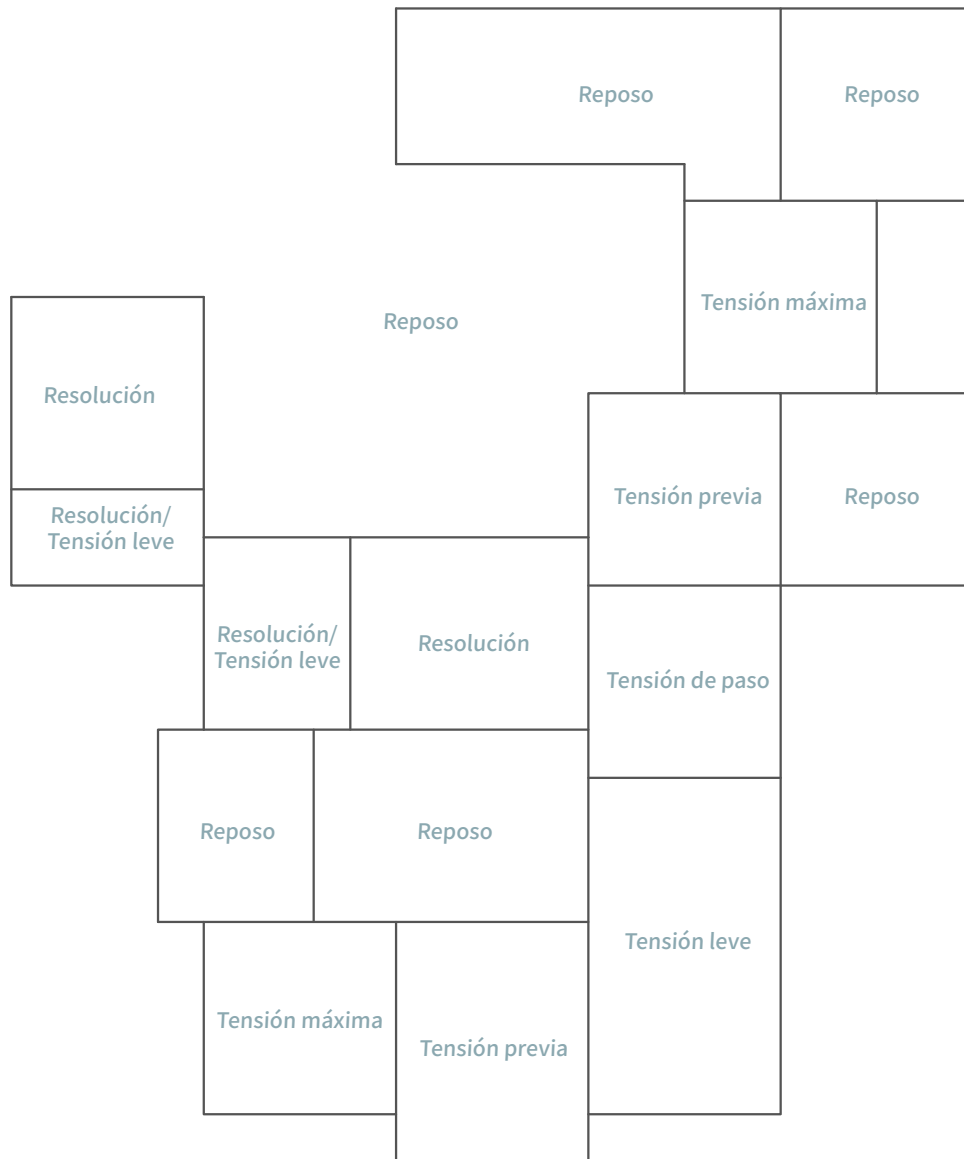 Reposo
Reposo
Tensión máxima
Reposo
Resolución
Tensión previa
Reposo
Resolución/
Tensión leve
Resolución/
Tensión leve
Resolución
Tensión de paso
Reposo
Reposo
Tensión leve
Tensión máxima
Tensión previa